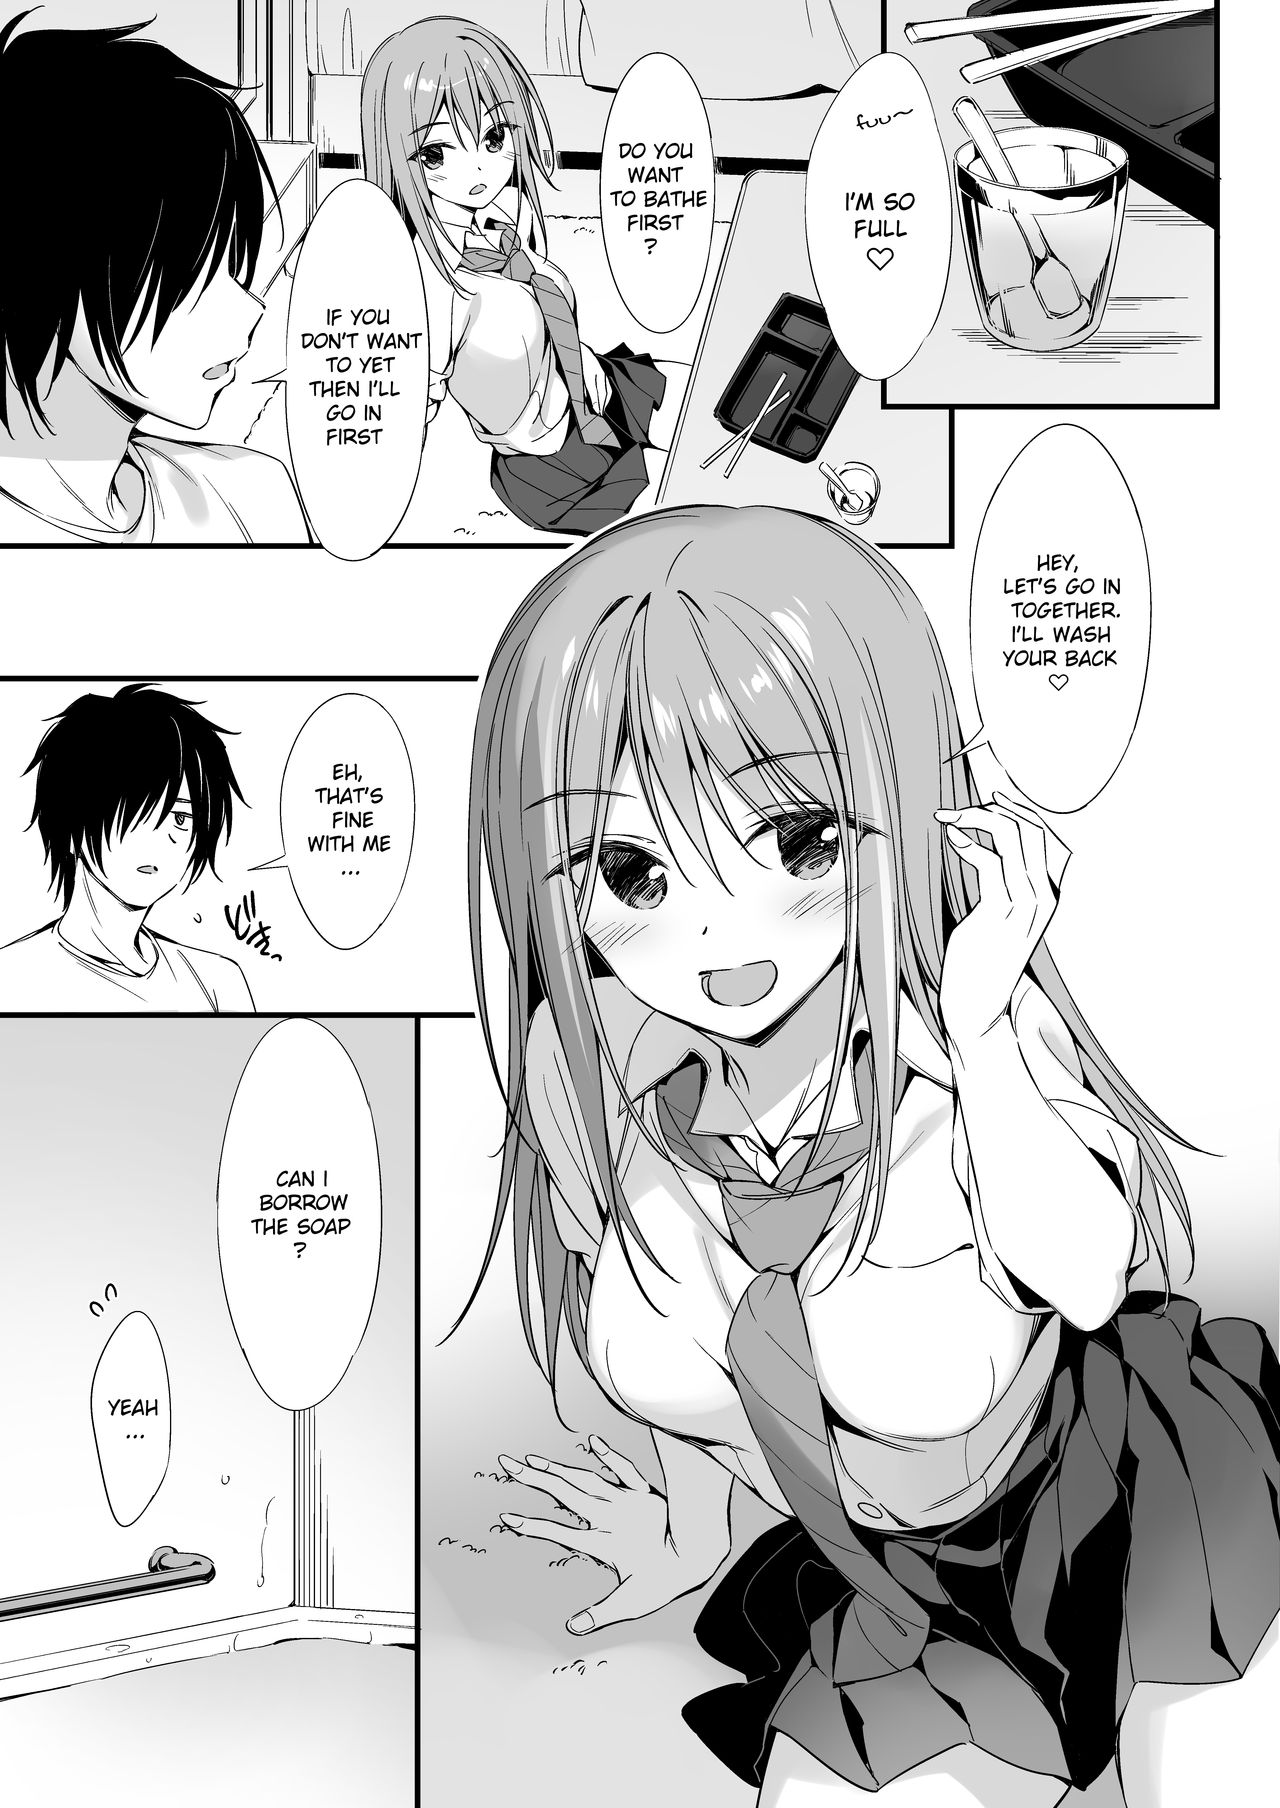 fuu~
I'M SO
FULL
♡
DO YOU
WANT
TO BATHE
FIRST
?
IF YOU
DON'T WANT
TO YET
THEN I'LL
GO IN
FIRST
HEY,
LET'S GO IN
TOGETHER.
I'LL WASH
YOUR BACK
♡
EH,
THAT'S
FINE
WITH ME
...
CAN I
BORROW
THE SOAP
?
YEAH
...